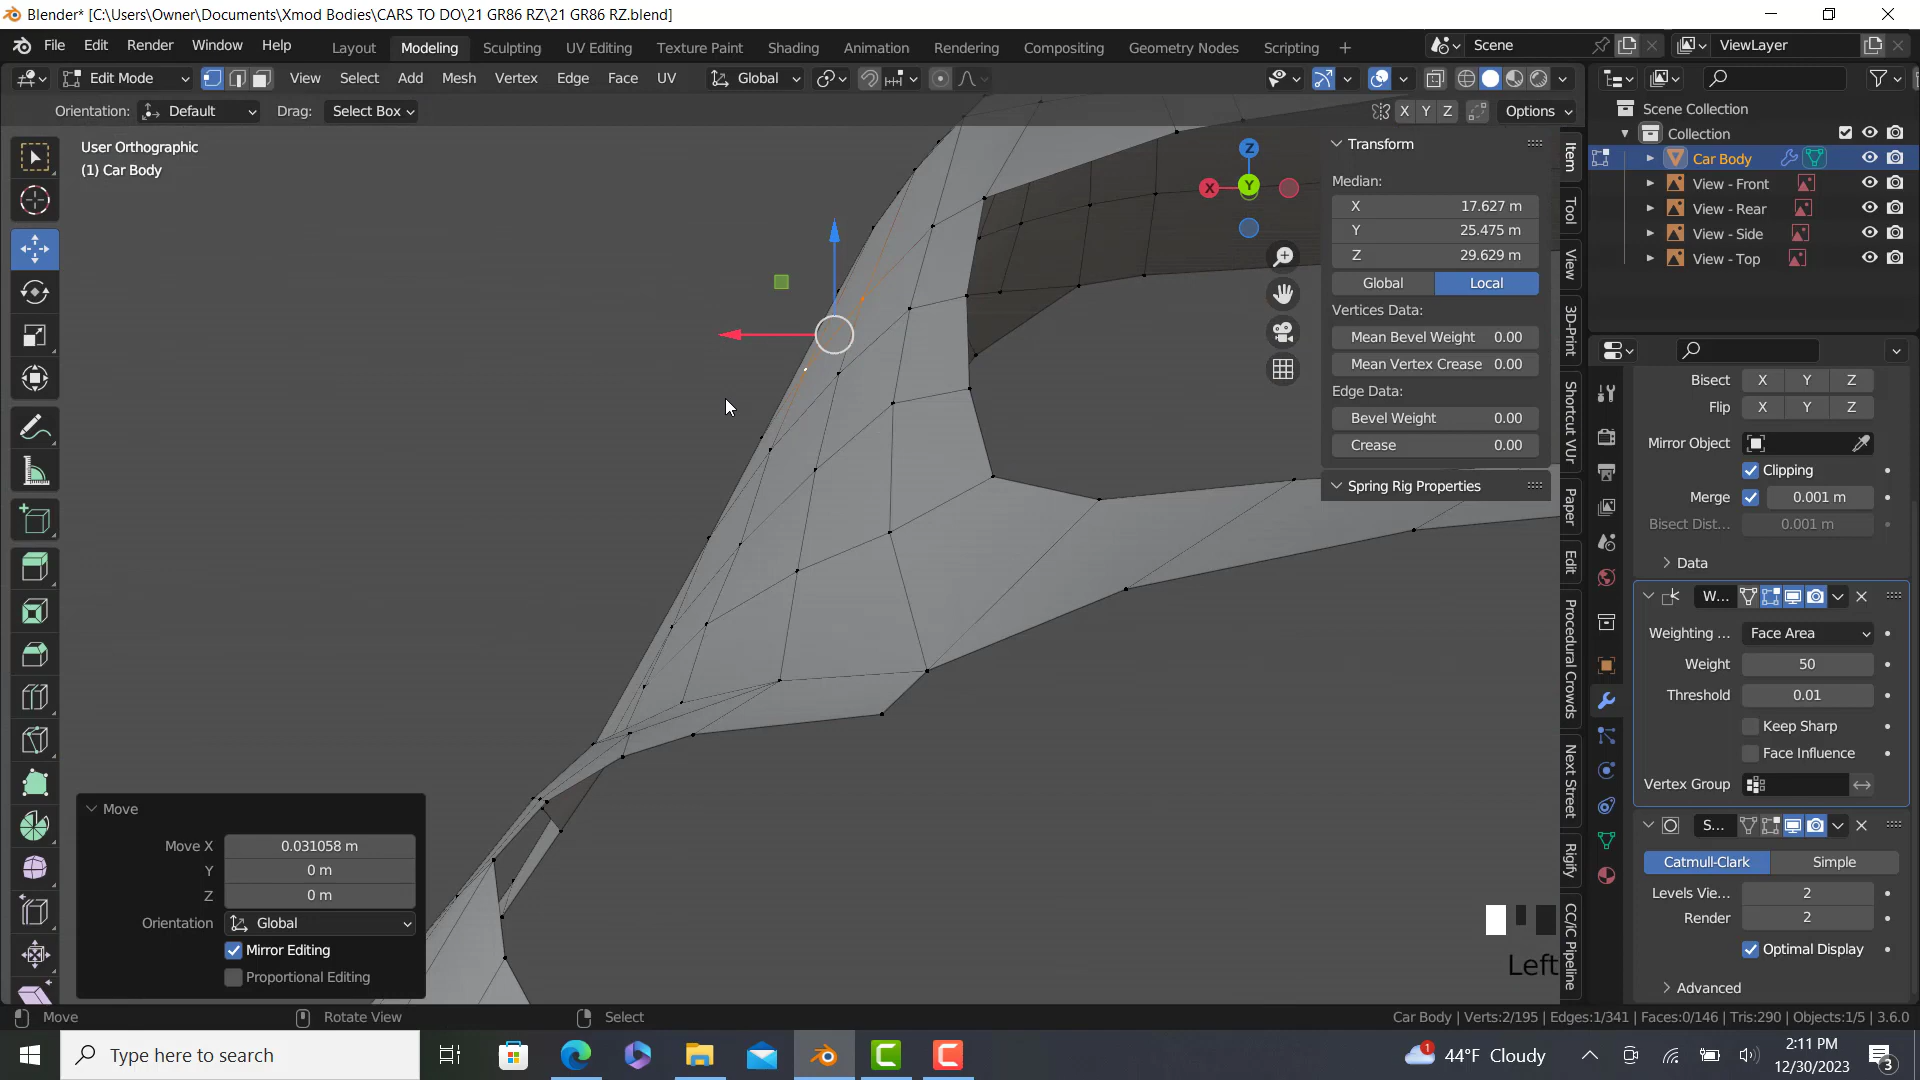 Blender* [C:\Users\Owner\Documents\Xmod Bodies\CARS TO DO\21 GR86 RZ\21 GR86 RZ.blend]
File Edit Render Window Help
Layout Modeling Sculpting UV Editing Texture Paint Shading Animation Rendering Compositing Geometry Nodes Scripting +
Scene
ViewLayer
Edit Mode
View Select Add Mesh Vertex Edge Face UV
Global
Orientation: Default Drag: Select Box
X Y Z Options
User Orthographic
(1) Car Body
Z
X Y
Transform
Median:
X 17.627 m
Y 25.475 m
Z 29.629 m
Global Local
Vertices Data:
Mean Bevel Weight 0.00
Mean Vertex Crease 0.00
Edge Data:
Bevel Weight 0.00
Crease 0.00
Spring Rig Properties
Item
Tool
View
3D-Print
Shortcut VUr
Paper
Edit
Procedural Crowds
Next Street
Rigify
CC/iC Pipeline
Scene Collection
Collection
Car Body
View - Front
View - Rear
View - Side
View - Top
Bisect X Y Z
Flip X Y Z
Mirror Object
Clipping
Merge 0.001 m
Bisect Dist... 0.001 m
Data
W...
Weighting ... Face Area
Weight 50
Threshold 0.01
Keep Sharp
Face Influence
Vertex Group
S...
Catmull-Clark Simple
Levels Vie... 2
Render 2
Optimal Display
Advanced
Move
Move X 0.031058 m
Y 0 m
Z 0 m
Orientation Global
Mirror Editing
Proportional Editing
Left
Move Rotate View Select
Car Body | Verts:2/195 | Edges:1/341 | Faces:0/146 | Tris:290 | Objects:1/5 | 3.6.0
Type here to search
1
44°F Cloudy
2:11 PM
12/30/2023
3